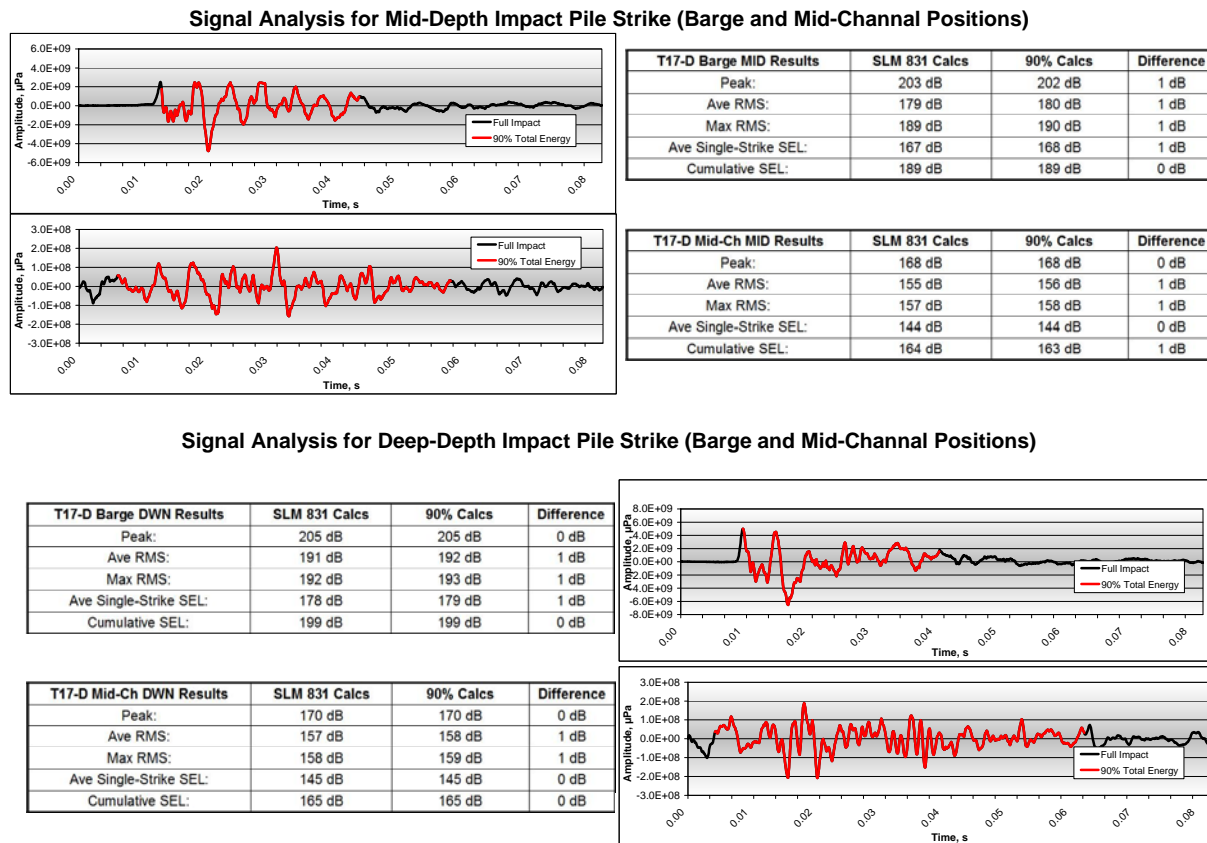 Signal Analysis for Mid-Depth Impact Pile Strike (Barge and Mid-Channal Positions)
6.0E+09
4.0E+09
2.0E+09
0.0E+00
-2.0E+09
-4.0E+09
-6.0E+09
Amplitude, µPa
Full Impact
90% Total Energy
0.00 0.01 0.02 0.03 0.04 0.05 0.06 0.07 0.08
Time, s
T17-D Barge MID Results SLM 831 Calcs 90% Calcs Difference
Peak: 203 dB 202 dB 1 dB
Ave RMS: 179 dB 180 dB 1 dB
Max RMS: 189 dB 190 dB 1 dB
Ave Single-Strike SEL: 167 dB 168 dB 1 dB
Cumulative SEL: 189 dB 189 dB 0 dB
3.0E+08
2.0E+08
1.0E+08
0.0E+00
-1.0E+08
-2.0E+08
-3.0E+08
Amplitude, µPa
Full Impact
90% Total Energy
0.00 0.01 0.02 0.03 0.04 0.05 0.06 0.07 0.08
Time, s
T17-D Mid-Ch MID Results SLM 831 Calcs 90% Calcs Difference
Peak: 168 dB 168 dB 0 dB
Ave RMS: 155 dB 156 dB 1 dB
Max RMS: 157 dB 158 dB 1 dB
Ave Single-Strike SEL: 144 dB 144 dB 0 dB
Cumulative SEL: 164 dB 163 dB 1 dB
Signal Analysis for Deep-Depth Impact Pile Strike (Barge and Mid-Channal Positions)
T17-D Barge DWN Results SLM 831 Calcs 90% Calcs Difference
Peak: 205 dB 205 dB 0 dB
Ave RMS: 191 dB 192 dB 1 dB
Max RMS: 192 dB 193 dB 1 dB
Ave Single-Strike SEL: 178 dB 179 dB 1 dB
Cumulative SEL: 199 dB 199 dB 0 dB
8.0E+09
6.0E+09
4.0E+09
2.0E+09
0.0E+00
-2.0E+09
-4.0E+09
-6.0E+09
-8.0E+09
Amplitude, µPa
Full Impact
90% Total Energy
0.00 0.01 0.02 0.03 0.04 0.05 0.06 0.07 0.08
Time, s
T17-D Mid-Ch DWN Results SLM 831 Calcs 90% Calcs Difference
Peak: 170 dB 170 dB 0 dB
Ave RMS: 157 dB 158 dB 1 dB
Max RMS: 158 dB 159 dB 1 dB
Ave Single-Strike SEL: 145 dB 145 dB 0 dB
Cumulative SEL: 165 dB 165 dB 0 dB
3.0E+08
2.0E+08
1.0E+08
0.0E+00
-1.0E+08
-2.0E+08
-3.0E+08
Amplitude, µPa
Full Impact
90% Total Energy
0.00 0.01 0.02 0.03 0.04 0.05 0.06 0.07 0.08
Time, s